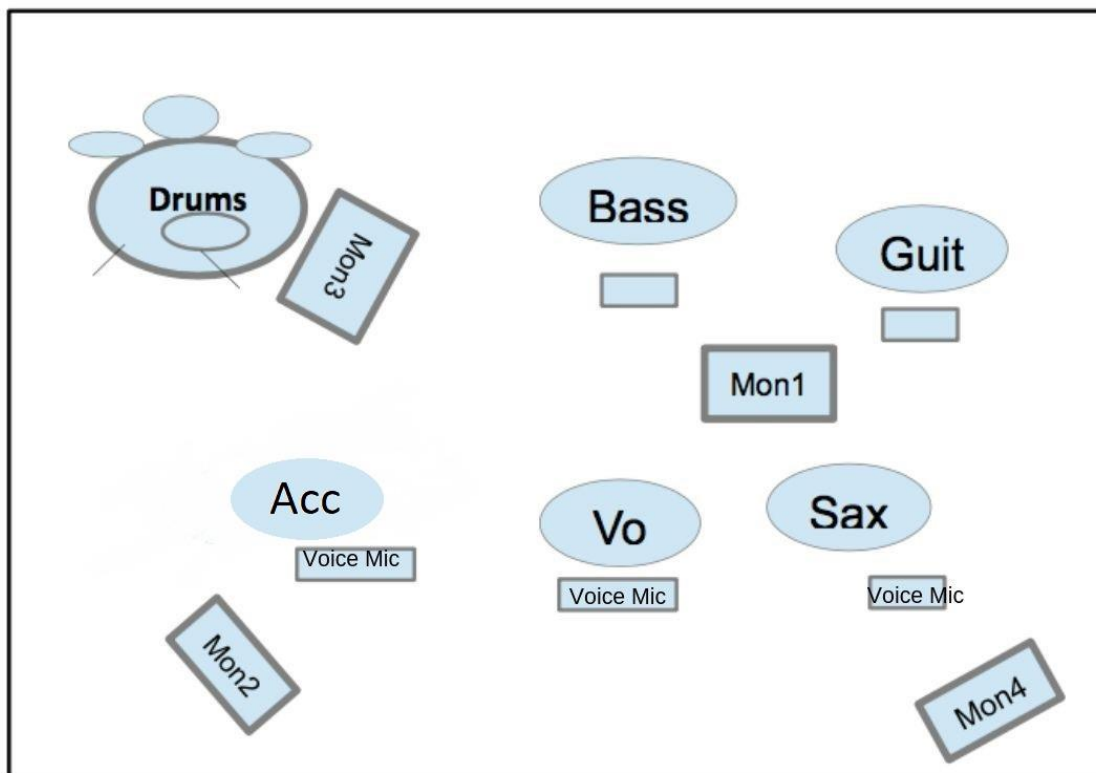 Drums
Bass
Guit
Mon3
Mon1
Acc
Vo
Sax
Voice Mic
Voice Mic
Voice Mic
Mon2
Mon4